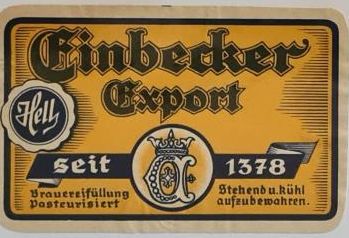 Einbecker
Export
Hell
seit 1378
Brauereifüllung
Pasteurisiert
Stehend u. kühl
aufzubewahren.